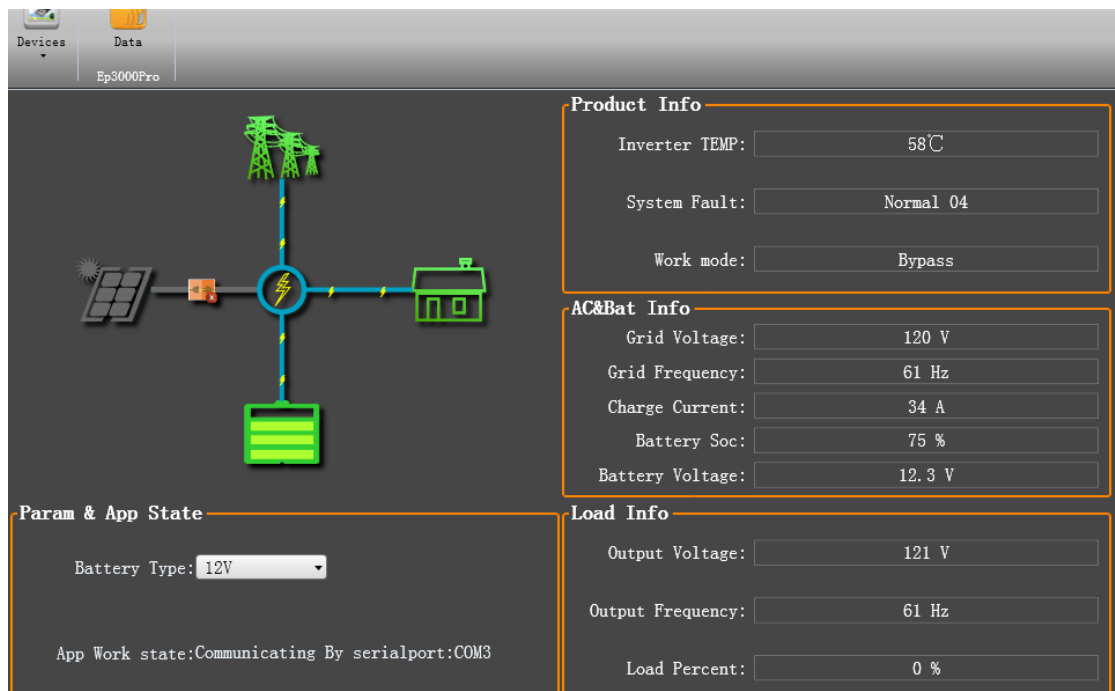 Devices
Data
Ep3000Pro
Product Info
Inverter TEMP: 58℃
System Fault: Normal 04
Work mode: Bypass
AC&Bat Info
Grid Voltage: 120 V
Grid Frequency: 61 Hz
Charge Current: 34 A
Battery Soc: 75 %
Battery Voltage: 12.3 V
Param & App State
Battery Type: 12V
App Work state:Communicating By serialport:COM3
Load Info
Output Voltage: 121 V
Output Frequency: 61 Hz
Load Percent: 0 %